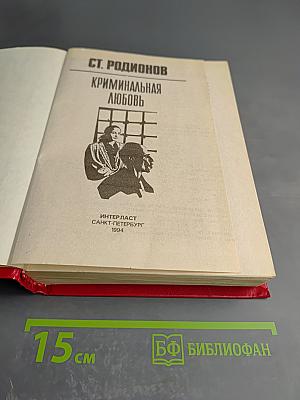 СТ. РОДИОНОВ
КРИМИНАЛЬНАЯ
ЛЮБОВЬ
ИНТЕРЛАСТ
САНКТ-ПЕТЕРБУРГ
1994
15 см
БФ БИБЛИОФАН